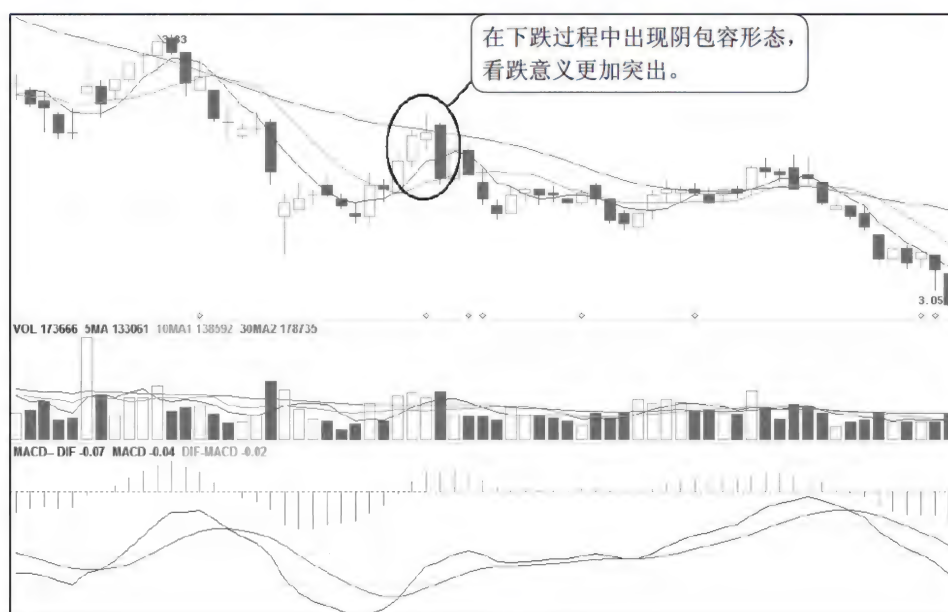 3.83
在下跌过程中出现阴包容形态，
看跌意义更加突出。
3.05
VOL 173666 5MA 133061 10MA1 138592 30MA2 178735
MACD- DIF -0.07 MACD -0.04 DIF-MACD -0.02